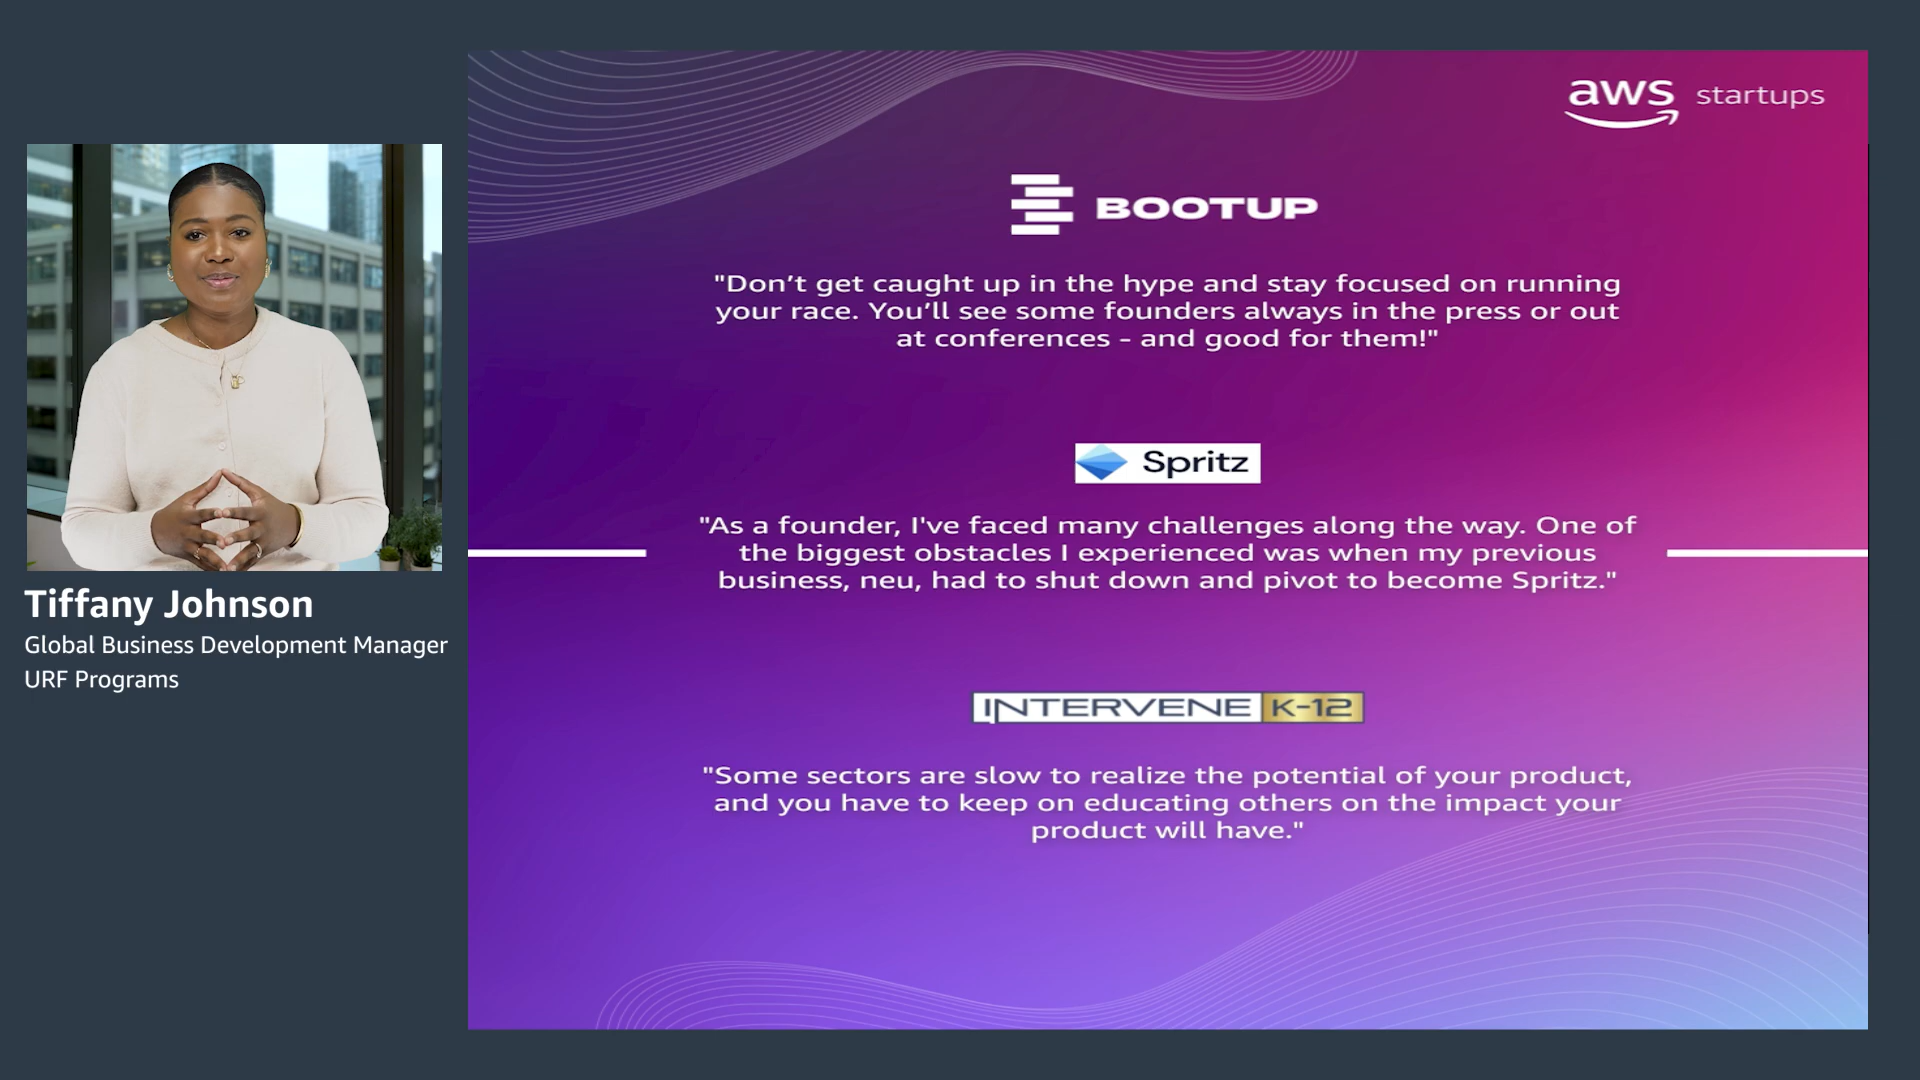 aws startups
BOOTUP
"Don’t get caught up in the hype and stay focused on running
your race. You’ll see some founders always in the press or out
at conferences - and good for them!"
Spritz
"As a founder, I've faced many challenges along the way. One of
the biggest obstacles I experienced was when my previous
business, neu, had to shut down and pivot to become Spritz."
INTERVENE K-12
"Some sectors are slow to realize the potential of your product,
and you have to keep on educating others on the impact your
product will have."
Tiffany Johnson
Global Business Development Manager
URF Programs